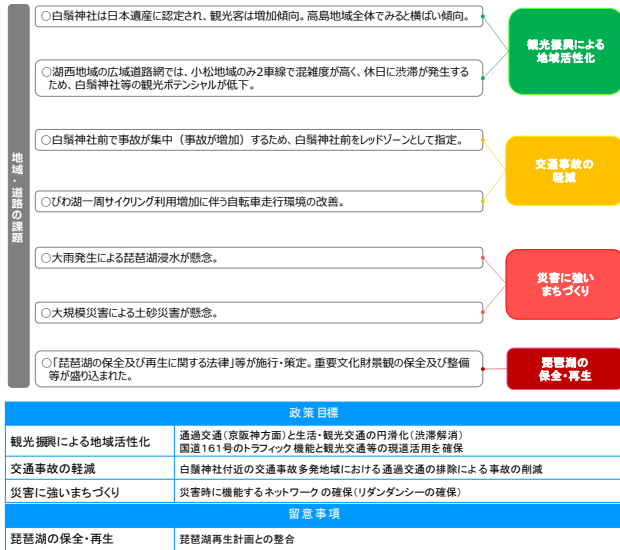 地域・道路の課題
○白鬚神社は日本遺産に認定され、観光客は増加傾向。高島地域全体でみると横ばい傾向。
○湖西地域の広域道路網では、小松地域のみ2車線で混雑度が高く、休日に渋滞が発生する
ため、白鬚神社等の観光ポテンシャルが低下。
観光振興による
地域活性化
○白鬚神社前で事故が集中（事故が増加）するため、白鬚神社前をレッドゾーンとして指定。
○びわ湖一周サイクリング利用増加に伴う自転車走行環境の改善。
交通事故の
軽減
○大雨発生による琵琶湖浸水が懸念。
○大規模災害による土砂災害が懸念。
災害に強い
まちづくり
○「琵琶湖の保全及び再生に関する法律」等が施行・策定。重要文化財景観の保全及び整備
等が盛り込まれた。
琵琶湖の
保全・再生
政策目標
観光振興による地域活性化
通過交通（京阪神方面）と生活・観光交通の円滑化（渋滞解消）
国道161号のトラフィック機能と観光交通等の現道活用を確保
交通事故の軽減
白鬚神社付近の交通事故多発地域における通過交通の排除による事故の削減
災害に強いまちづくり
災害時に機能するネットワークの確保（リダンダンシーの確保）
留意事項
琵琶湖の保全・再生
琵琶湖再生計画との整合